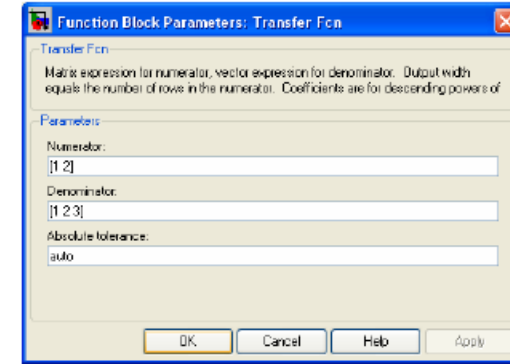 Function Block Parameters: Transfer Fcn
Transfer Fcn
Matrix expression for numerator, vector expression for denominator. Output width
equals the number of rows in the numerator. Coefficients are for descending powers of
Parameters
Numerator:
[1 2]
Denominator:
[1 2 3]
Absolute tolerance:
auto
OK Cancel Help Apply